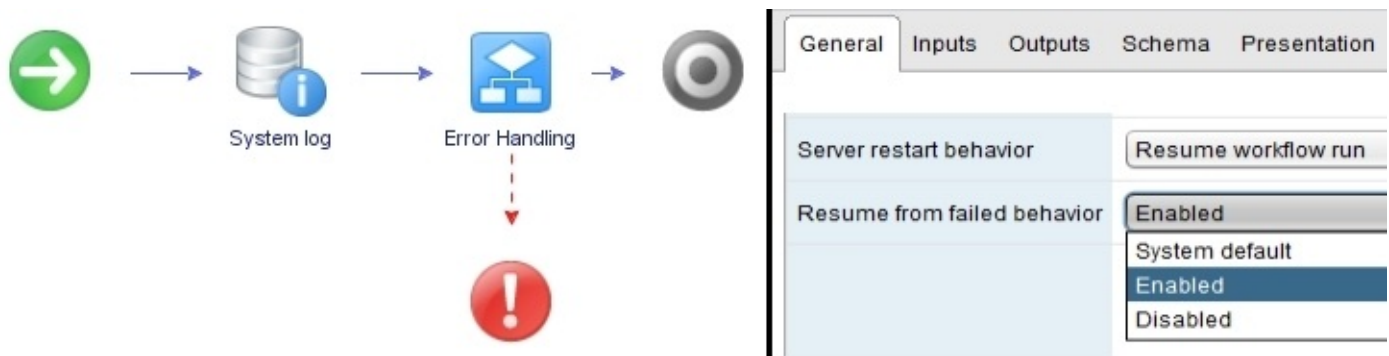 System log
Error Handling
General Inputs Outputs Schema Presentation
Server restart behavior Resume workflow run
Resume from failed behavior Enabled
System default
Enabled
Disabled